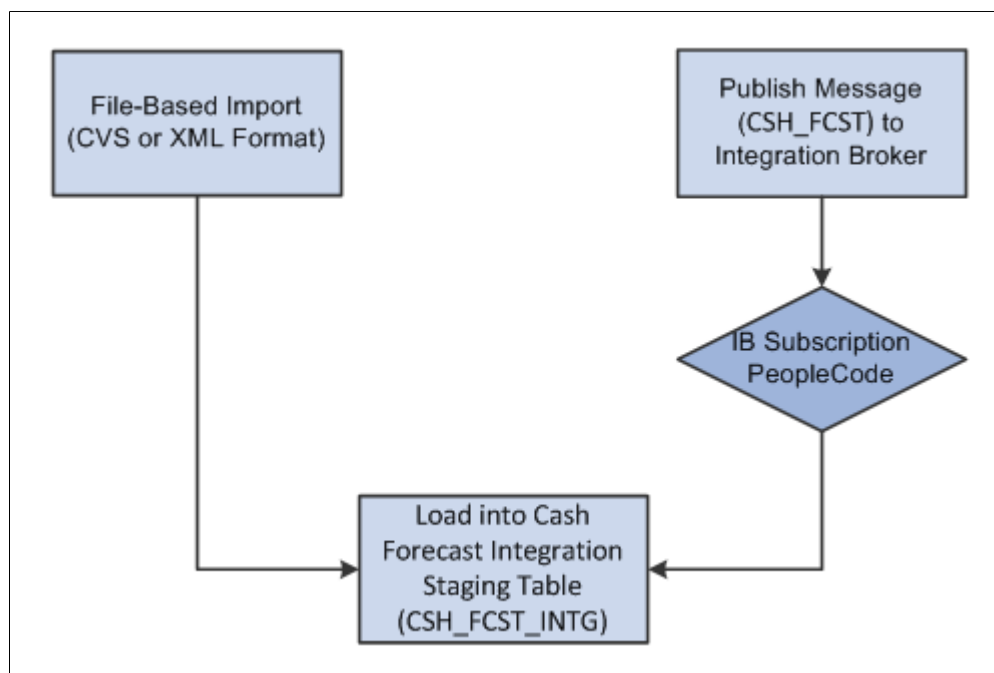 File-Based Import
(CVS or XML Format)
Publish Message
(CSH_FCST) to
Integration Broker
IB Subscription
PeopleCode
Load into Cash
Forecast Integration
Staging Table
(CSH_FCST_INTG)